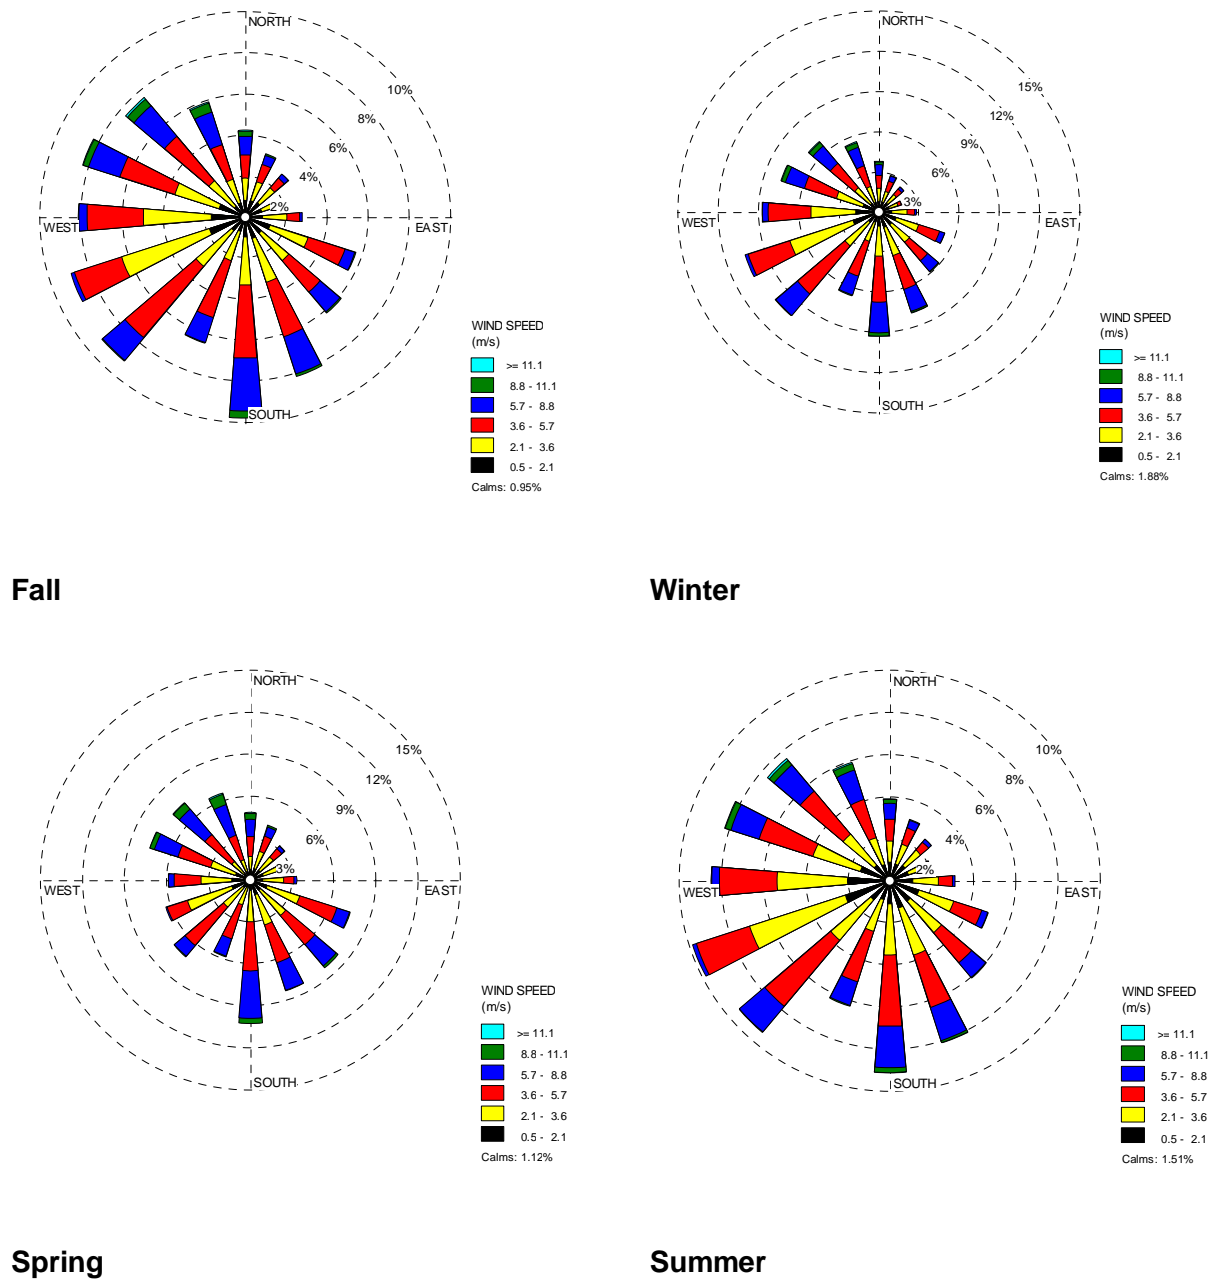 NORTH
10%
8%
6%
4%
2%
WEST
EAST
SOUTH
WIND SPEED
(m/s)
>= 11.1
8.8 - 11.1
5.7 - 8.8
3.6 - 5.7
2.1 - 3.6
0.5 - 2.1
Calms: 0.95%
Fall
NORTH
15%
12%
9%
6%
3%
WEST
EAST
SOUTH
WIND SPEED
(m/s)
>= 11.1
8.8 - 11.1
5.7 - 8.8
3.6 - 5.7
2.1 - 3.6
0.5 - 2.1
Calms: 1.88%
Winter
NORTH
15%
12%
9%
6%
3%
WEST
EAST
SOUTH
WIND SPEED
(m/s)
>= 11.1
8.8 - 11.1
5.7 - 8.8
3.6 - 5.7
2.1 - 3.6
0.5 - 2.1
Calms: 1.12%
Spring
NORTH
10%
8%
6%
4%
2%
WEST
EAST
SOUTH
WIND SPEED
(m/s)
>= 11.1
8.8 - 11.1
5.7 - 8.8
3.6 - 5.7
2.1 - 3.6
0.5 - 2.1
Calms: 1.51%
Summer